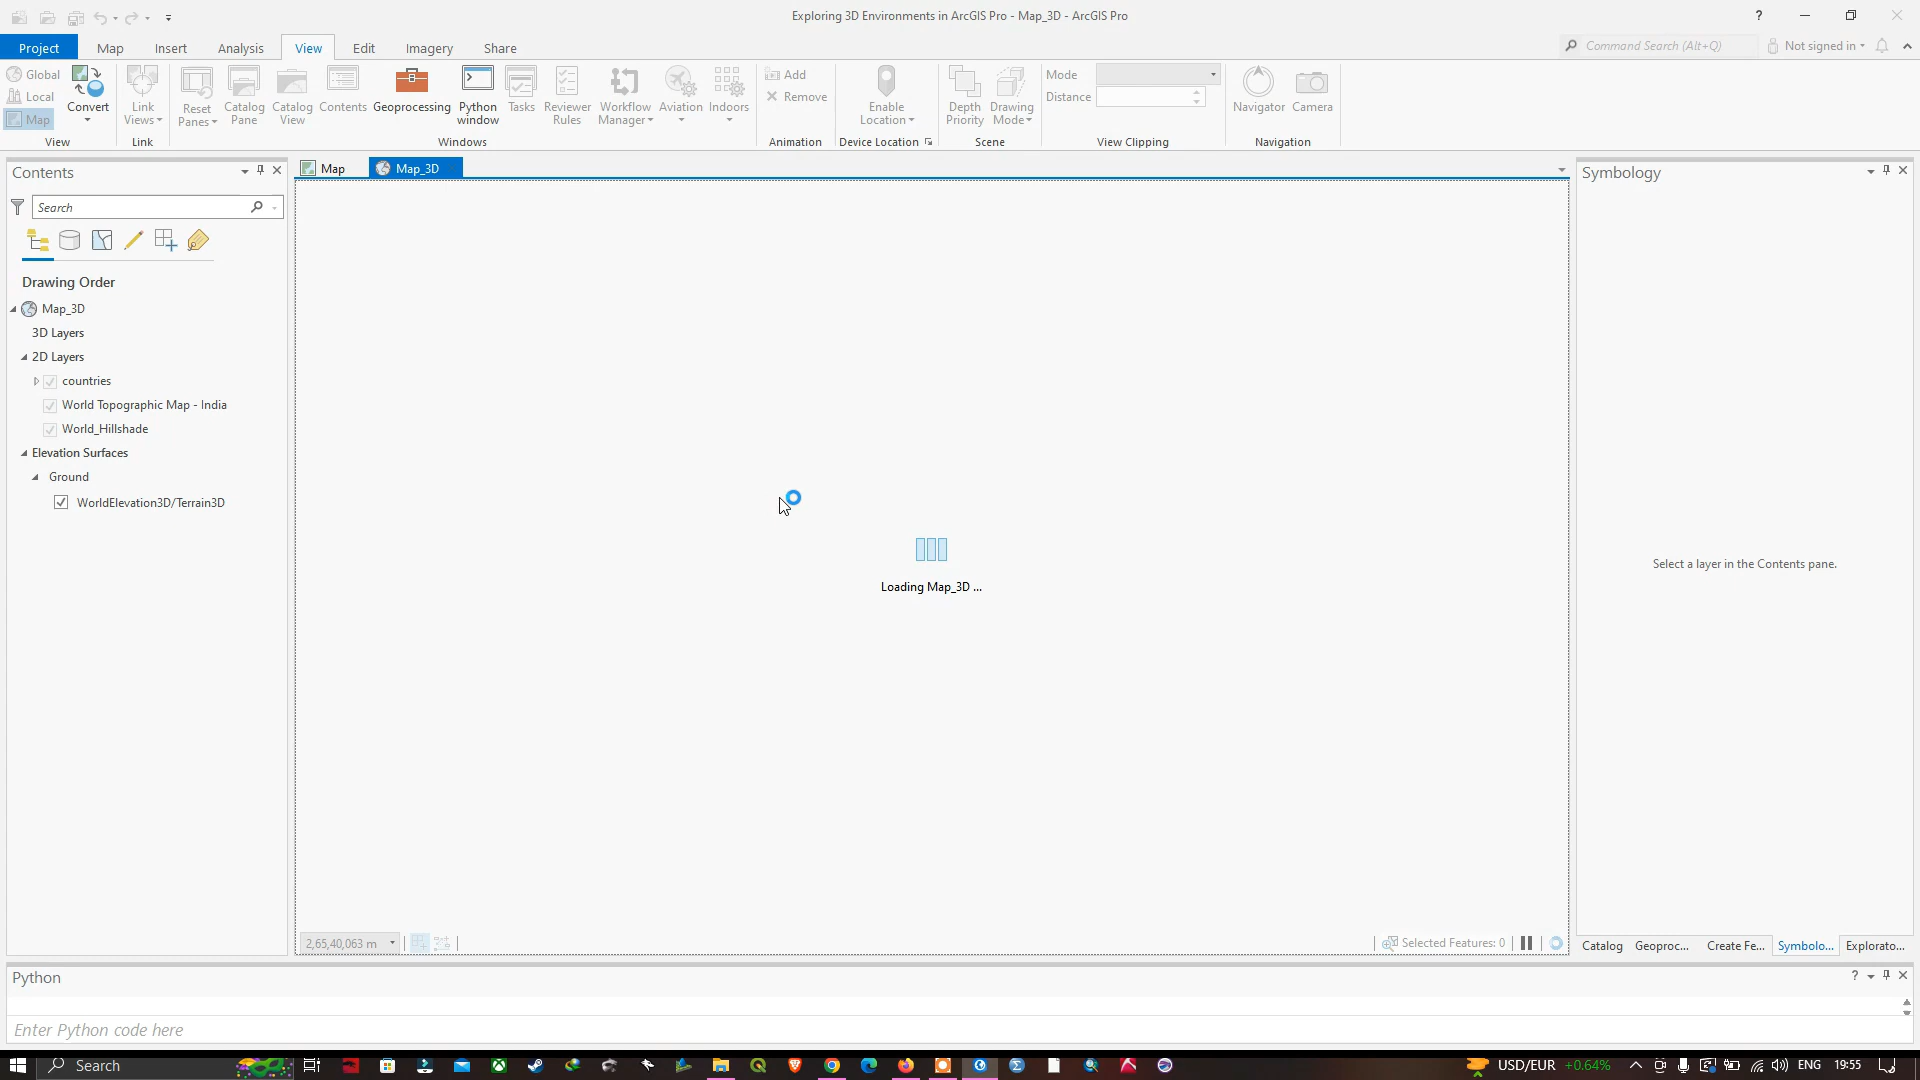 Exploring 3D Environments in ArcGIS Pro - Map_3D - ArcGIS Pro
?
Project
Map
Insert
Analysis
View
Edit
Imagery
Share
Command Search (Alt+Q)
Not signed in
Global
Local
Map
Convert
Link Views
Reset Panes
Catalog Pane
Catalog View
Contents
Geoprocessing
Python window
Tasks
Reviewer Rules
Workflow Manager
Aviation
Indoors
Add
Remove
Enable Location
Depth Priority
Drawing Mode
Mode
Distance
Navigator
Camera
View
Link
Windows
Animation
Device Location
Scene
View Clipping
Navigation
Contents
Search
Drawing Order
Map_3D
3D Layers
2D Layers
countries
World Topographic Map - India
World_Hillshade
Elevation Surfaces
Ground
WorldElevation3D/Terrain3D
Map
Map_3D
Loading Map_3D ...
2,65,40,063 m
Selected Features: 0
Symbology
Select a layer in the Contents pane.
Catalog
Geoproc...
Create Fe...
Symbolo...
Explorato...
Python
?
Enter Python code here
Search
USD/EUR +0.64%
ENG
19:55